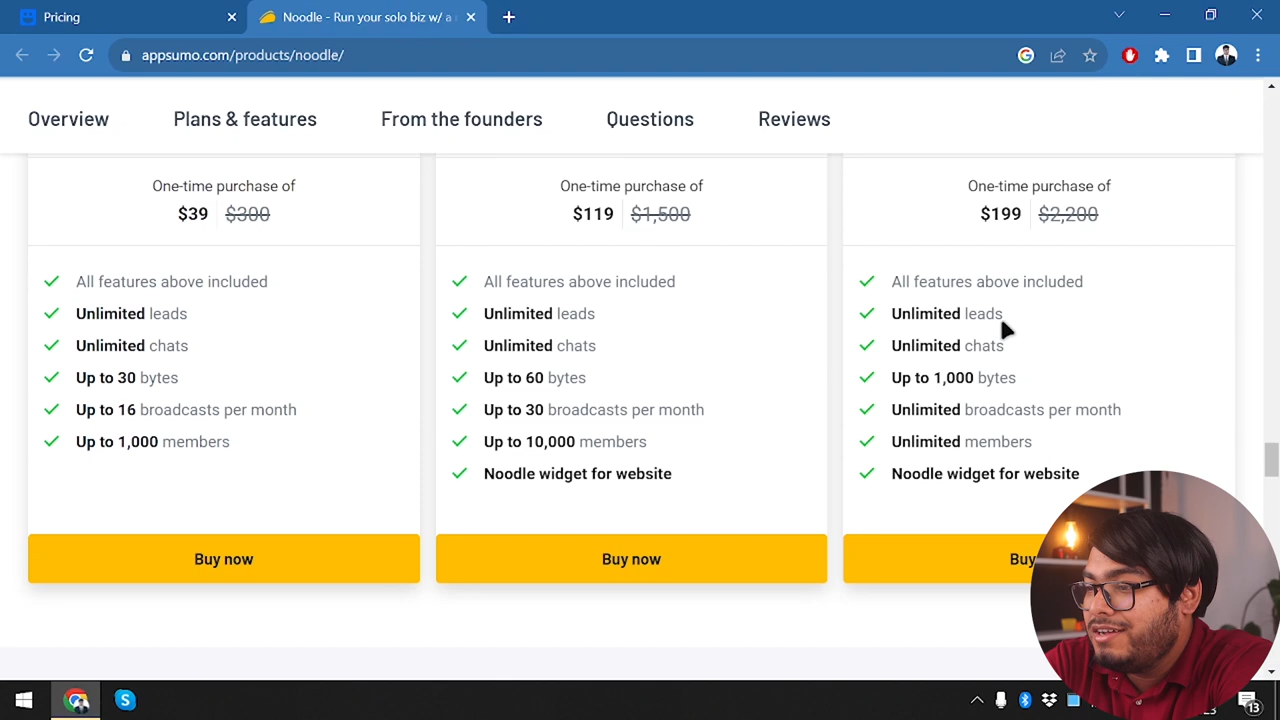 Pricing
Noodle - Run your solo biz w/ a
appsumo.com/products/noodle/
Overview
Plans & features
From the founders
Questions
Reviews
One-time purchase of
$39 $300
All features above included
Unlimited leads
Unlimited chats
Up to 30 bytes
Up to 16 broadcasts per month
Up to 1,000 members
Buy now
One-time purchase of
$119 $1,500
All features above included
Unlimited leads
Unlimited chats
Up to 60 bytes
Up to 30 broadcasts per month
Up to 10,000 members
Noodle widget for website
Buy now
One-time purchase of
$199 $2,200
All features above included
Unlimited leads
Unlimited chats
Up to 1,000 bytes
Unlimited broadcasts per month
Unlimited members
Noodle widget for website
Buy
13